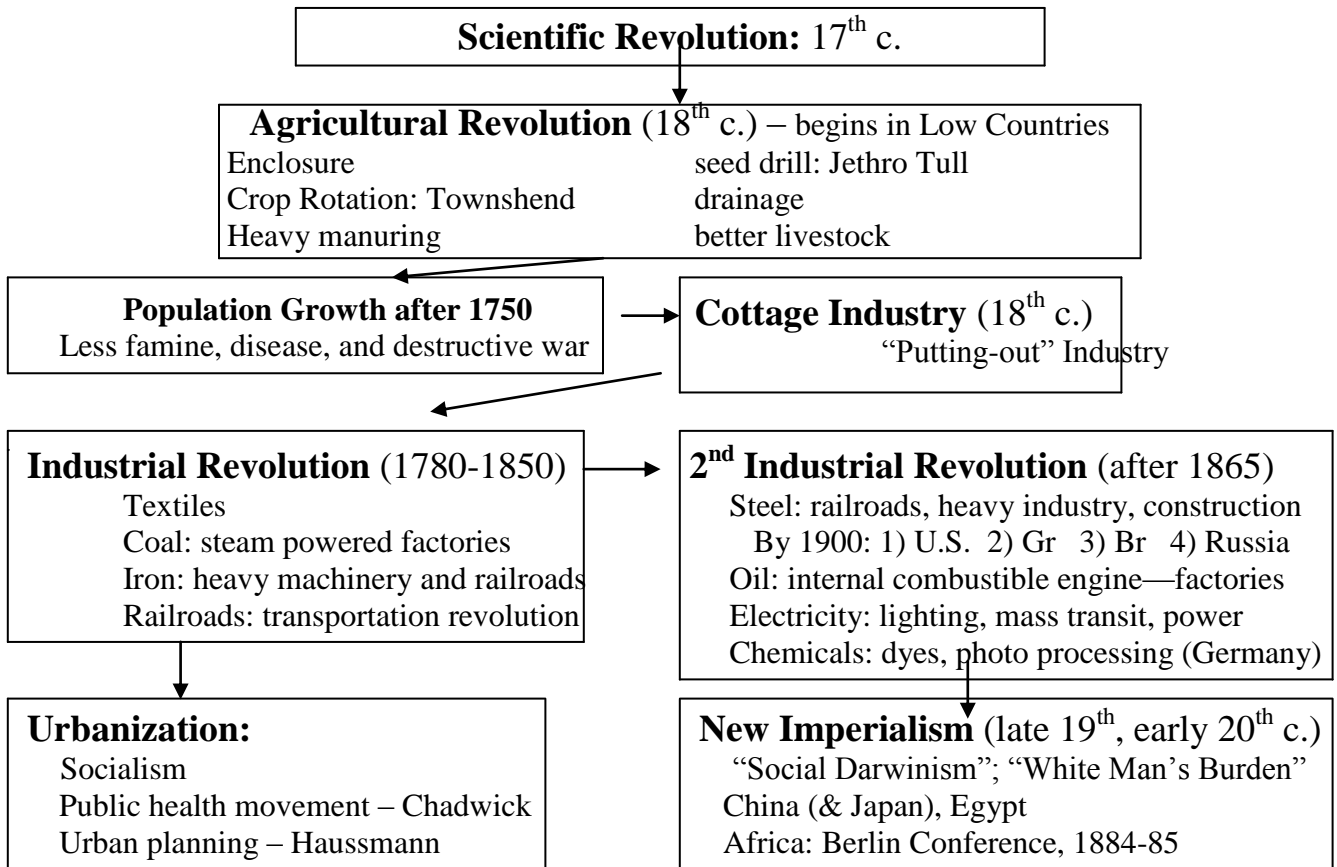 Scientific Revolution: 17th c.
Agricultural Revolution (18th c.) – begins in Low Countries
Enclosure seed drill: Jethro Tull
Crop Rotation: Townshend drainage
Heavy manuring better livestock
Population Growth after 1750
Less famine, disease, and destructive war
Cottage Industry (18th c.)
“Putting-out” Industry
Industrial Revolution (1780-1850)
Textiles
Coal: steam powered factories
Iron: heavy machinery and railroads
Railroads: transportation revolution
2nd Industrial Revolution (after 1865)
Steel: railroads, heavy industry, construction
By 1900: 1) U.S. 2) Gr 3) Br 4) Russia
Oil: internal combustible engine—factories
Electricity: lighting, mass transit, power
Chemicals: dyes, photo processing (Germany)
Urbanization:
Socialism
Public health movement – Chadwick
Urban planning – Haussmann
New Imperialism (late 19th, early 20th c.)
“Social Darwinism”; “White Man’s Burden”
China (& Japan), Egypt
Africa: Berlin Conference, 1884-85